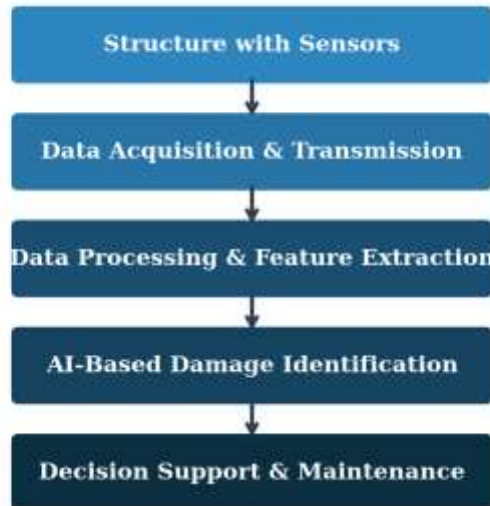 Structure with Sensors
Data Acquisition & Transmission
Data Processing & Feature Extraction
AI-Based Damage Identification
Decision Support & Maintenance